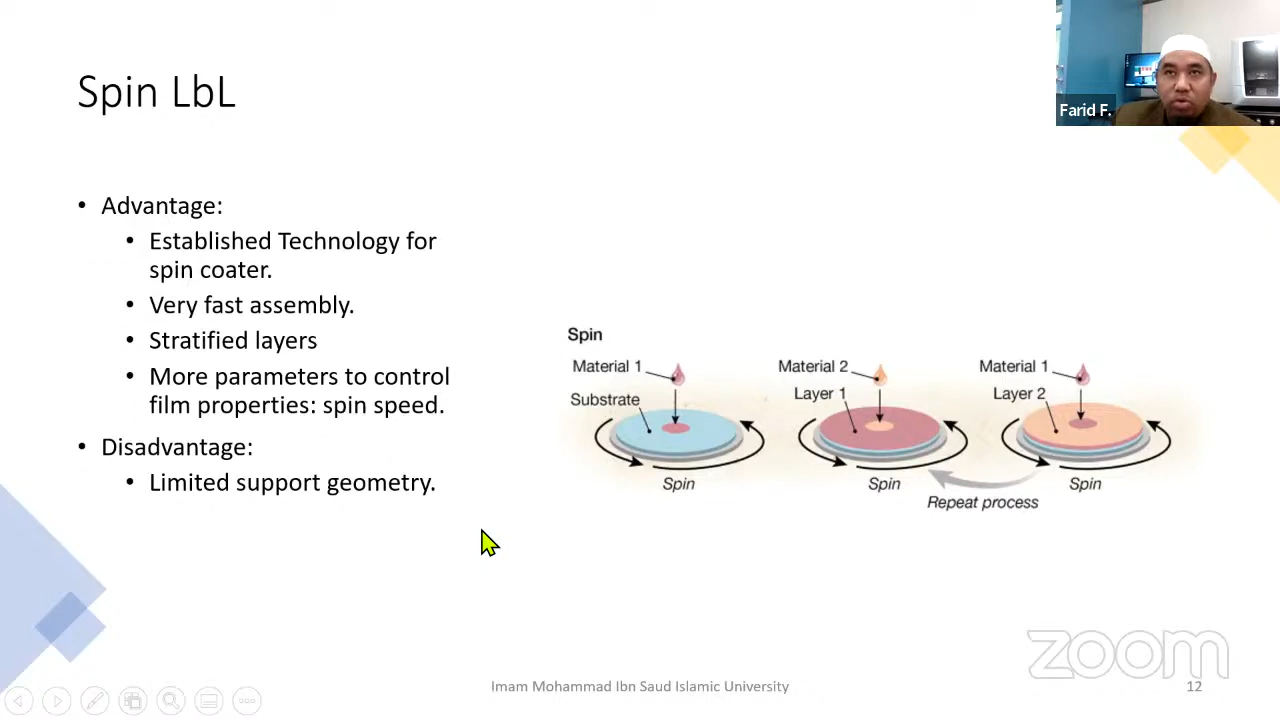 Spin LbL
Farid F.
• Advantage:
• Established Technology for
spin coater.
• Very fast assembly.
• Stratified layers
• More parameters to control
film properties: spin speed.
• Disadvantage:
• Limited support geometry.
Spin
Material 1
Substrate
Spin
Material 2
Layer 1
Spin
Material 1
Layer 2
Spin
Repeat process
zoom
Imam Mohammad Ibn Saud Islamic University
12